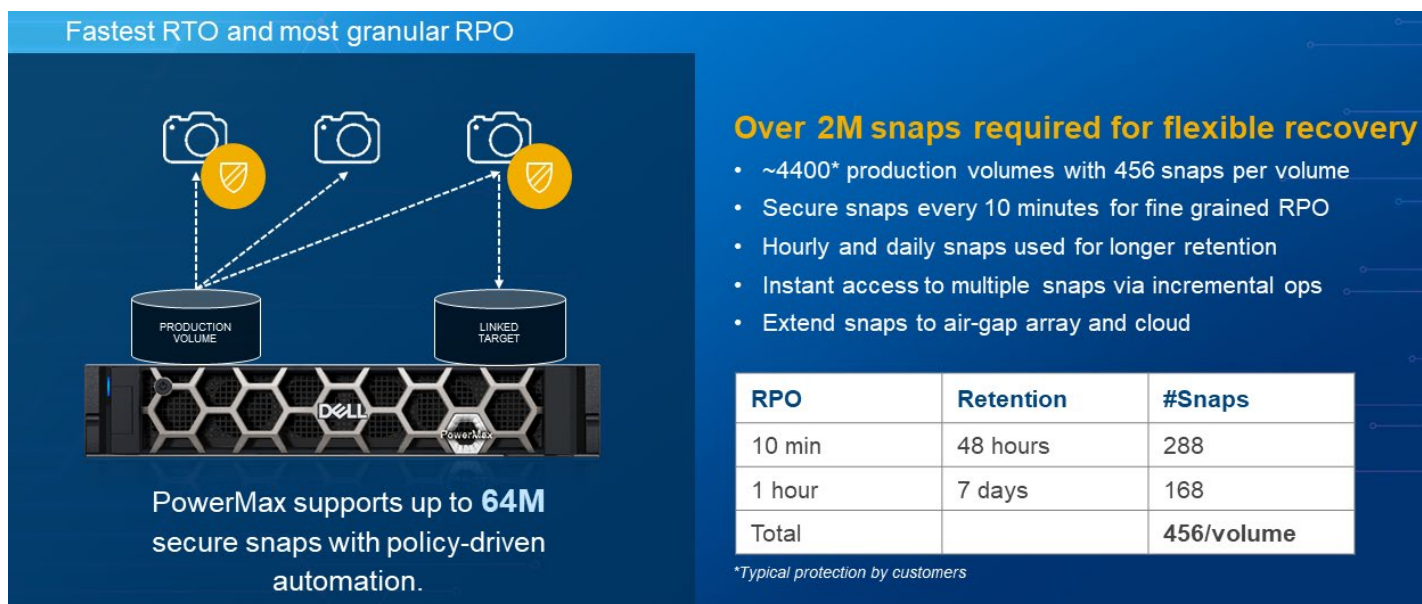 Fastest RTO and most granular RPO
PRODUCTION
VOLUME
LINKED
TARGET
DELL
PowerMax
PowerMax supports up to 64M
secure snaps with policy-driven
automation.
Over 2M snaps required for flexible recovery
• ~4400* production volumes with 456 snaps per volume
• Secure snaps every 10 minutes for fine grained RPO
• Hourly and daily snaps used for longer retention
• Instant access to multiple snaps via incremental ops
• Extend snaps to air-gap array and cloud
RPO Retention #Snaps
10 min 48 hours 288
1 hour 7 days 168
Total 456/volume
*Typical protection by customers